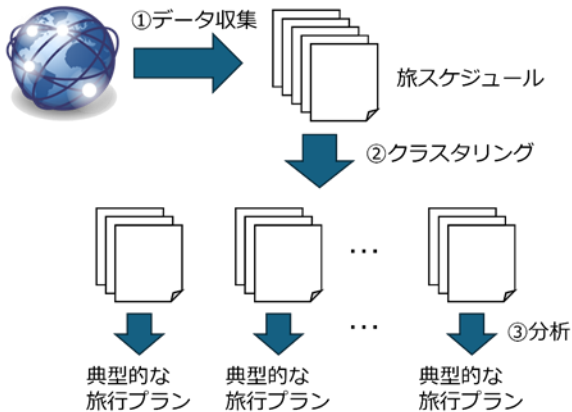 ①データ収集
旅スケジュール
②クラスタリング
…
… ③分析
典型的な 典型的な 典型的な
旅行プラン 旅行プラン 旅行プラン